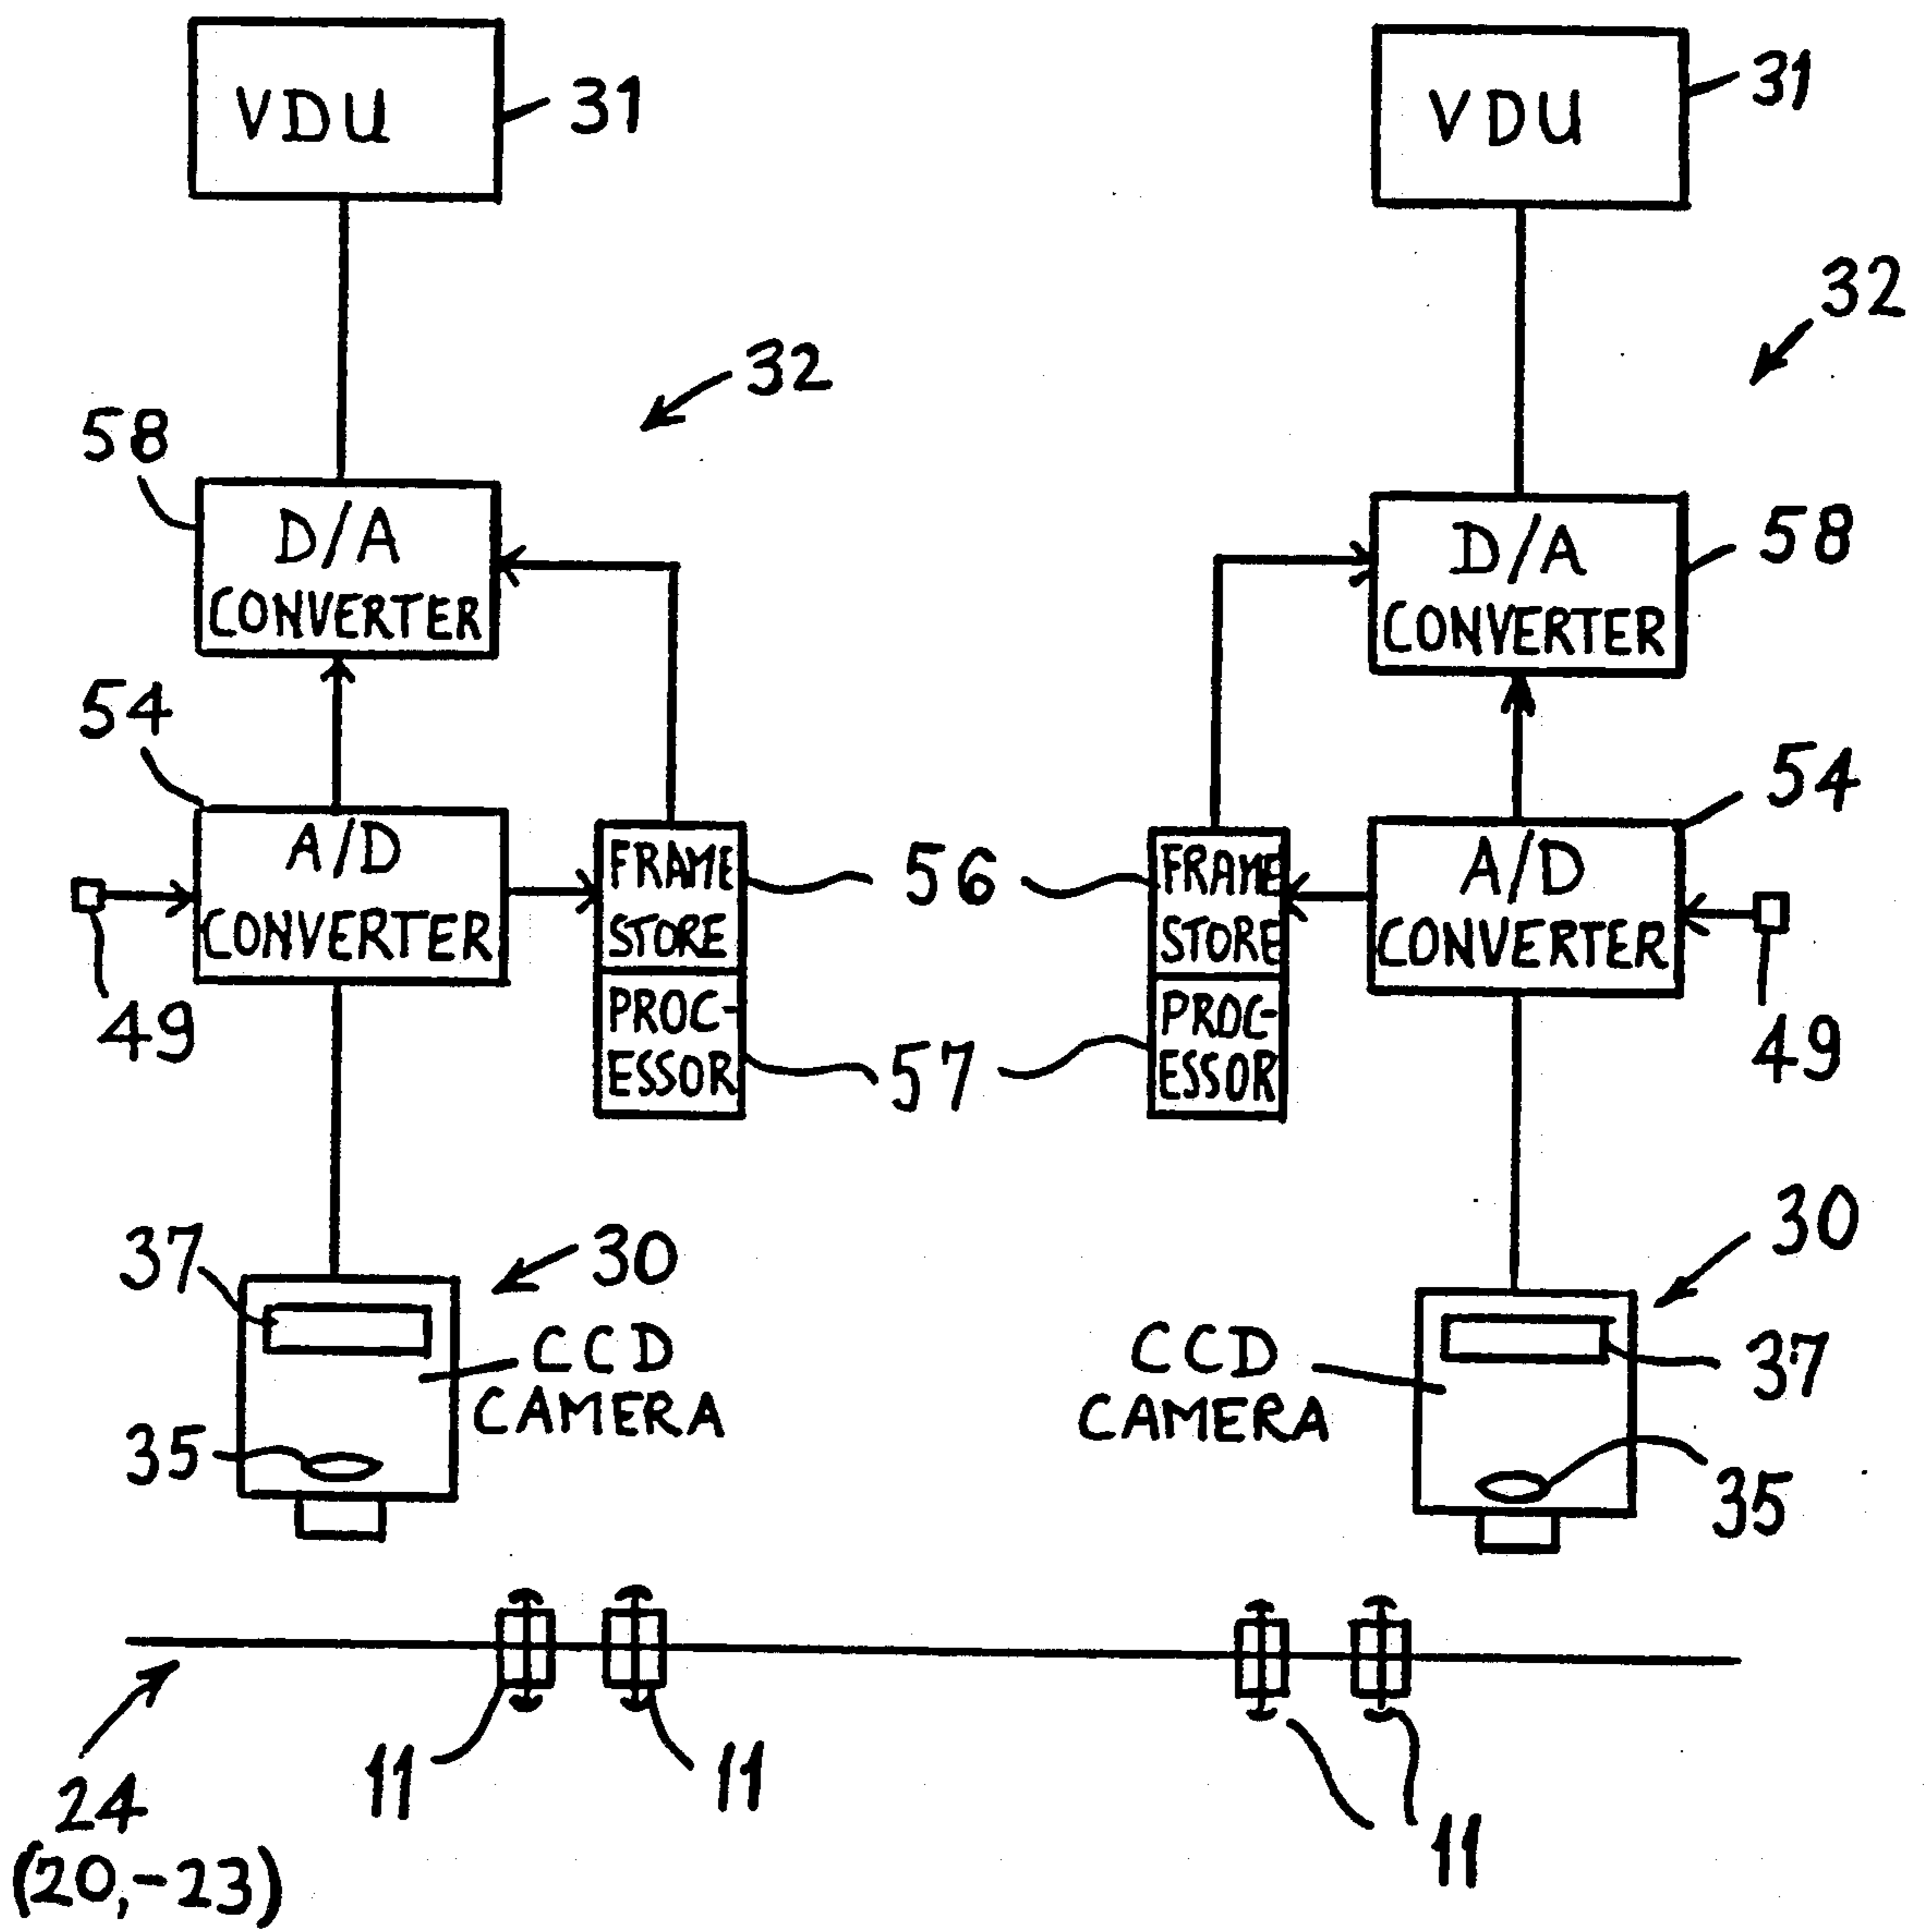 VDU
31
VDU
31
32
32
58
D/A
CONVERTER
D/A
CONVERTER
58
54
A/D
CONVERTER
FRAME
STORE
PROC-
ESSOR
56
57
FRAME
STORE
PROC-
ESSOR
A/D
CONVERTER
54
49
49
37
30
CCD
CAMERA
35
CCD
CAMERA
30
37
35
11
11
11
24
(20,-23)